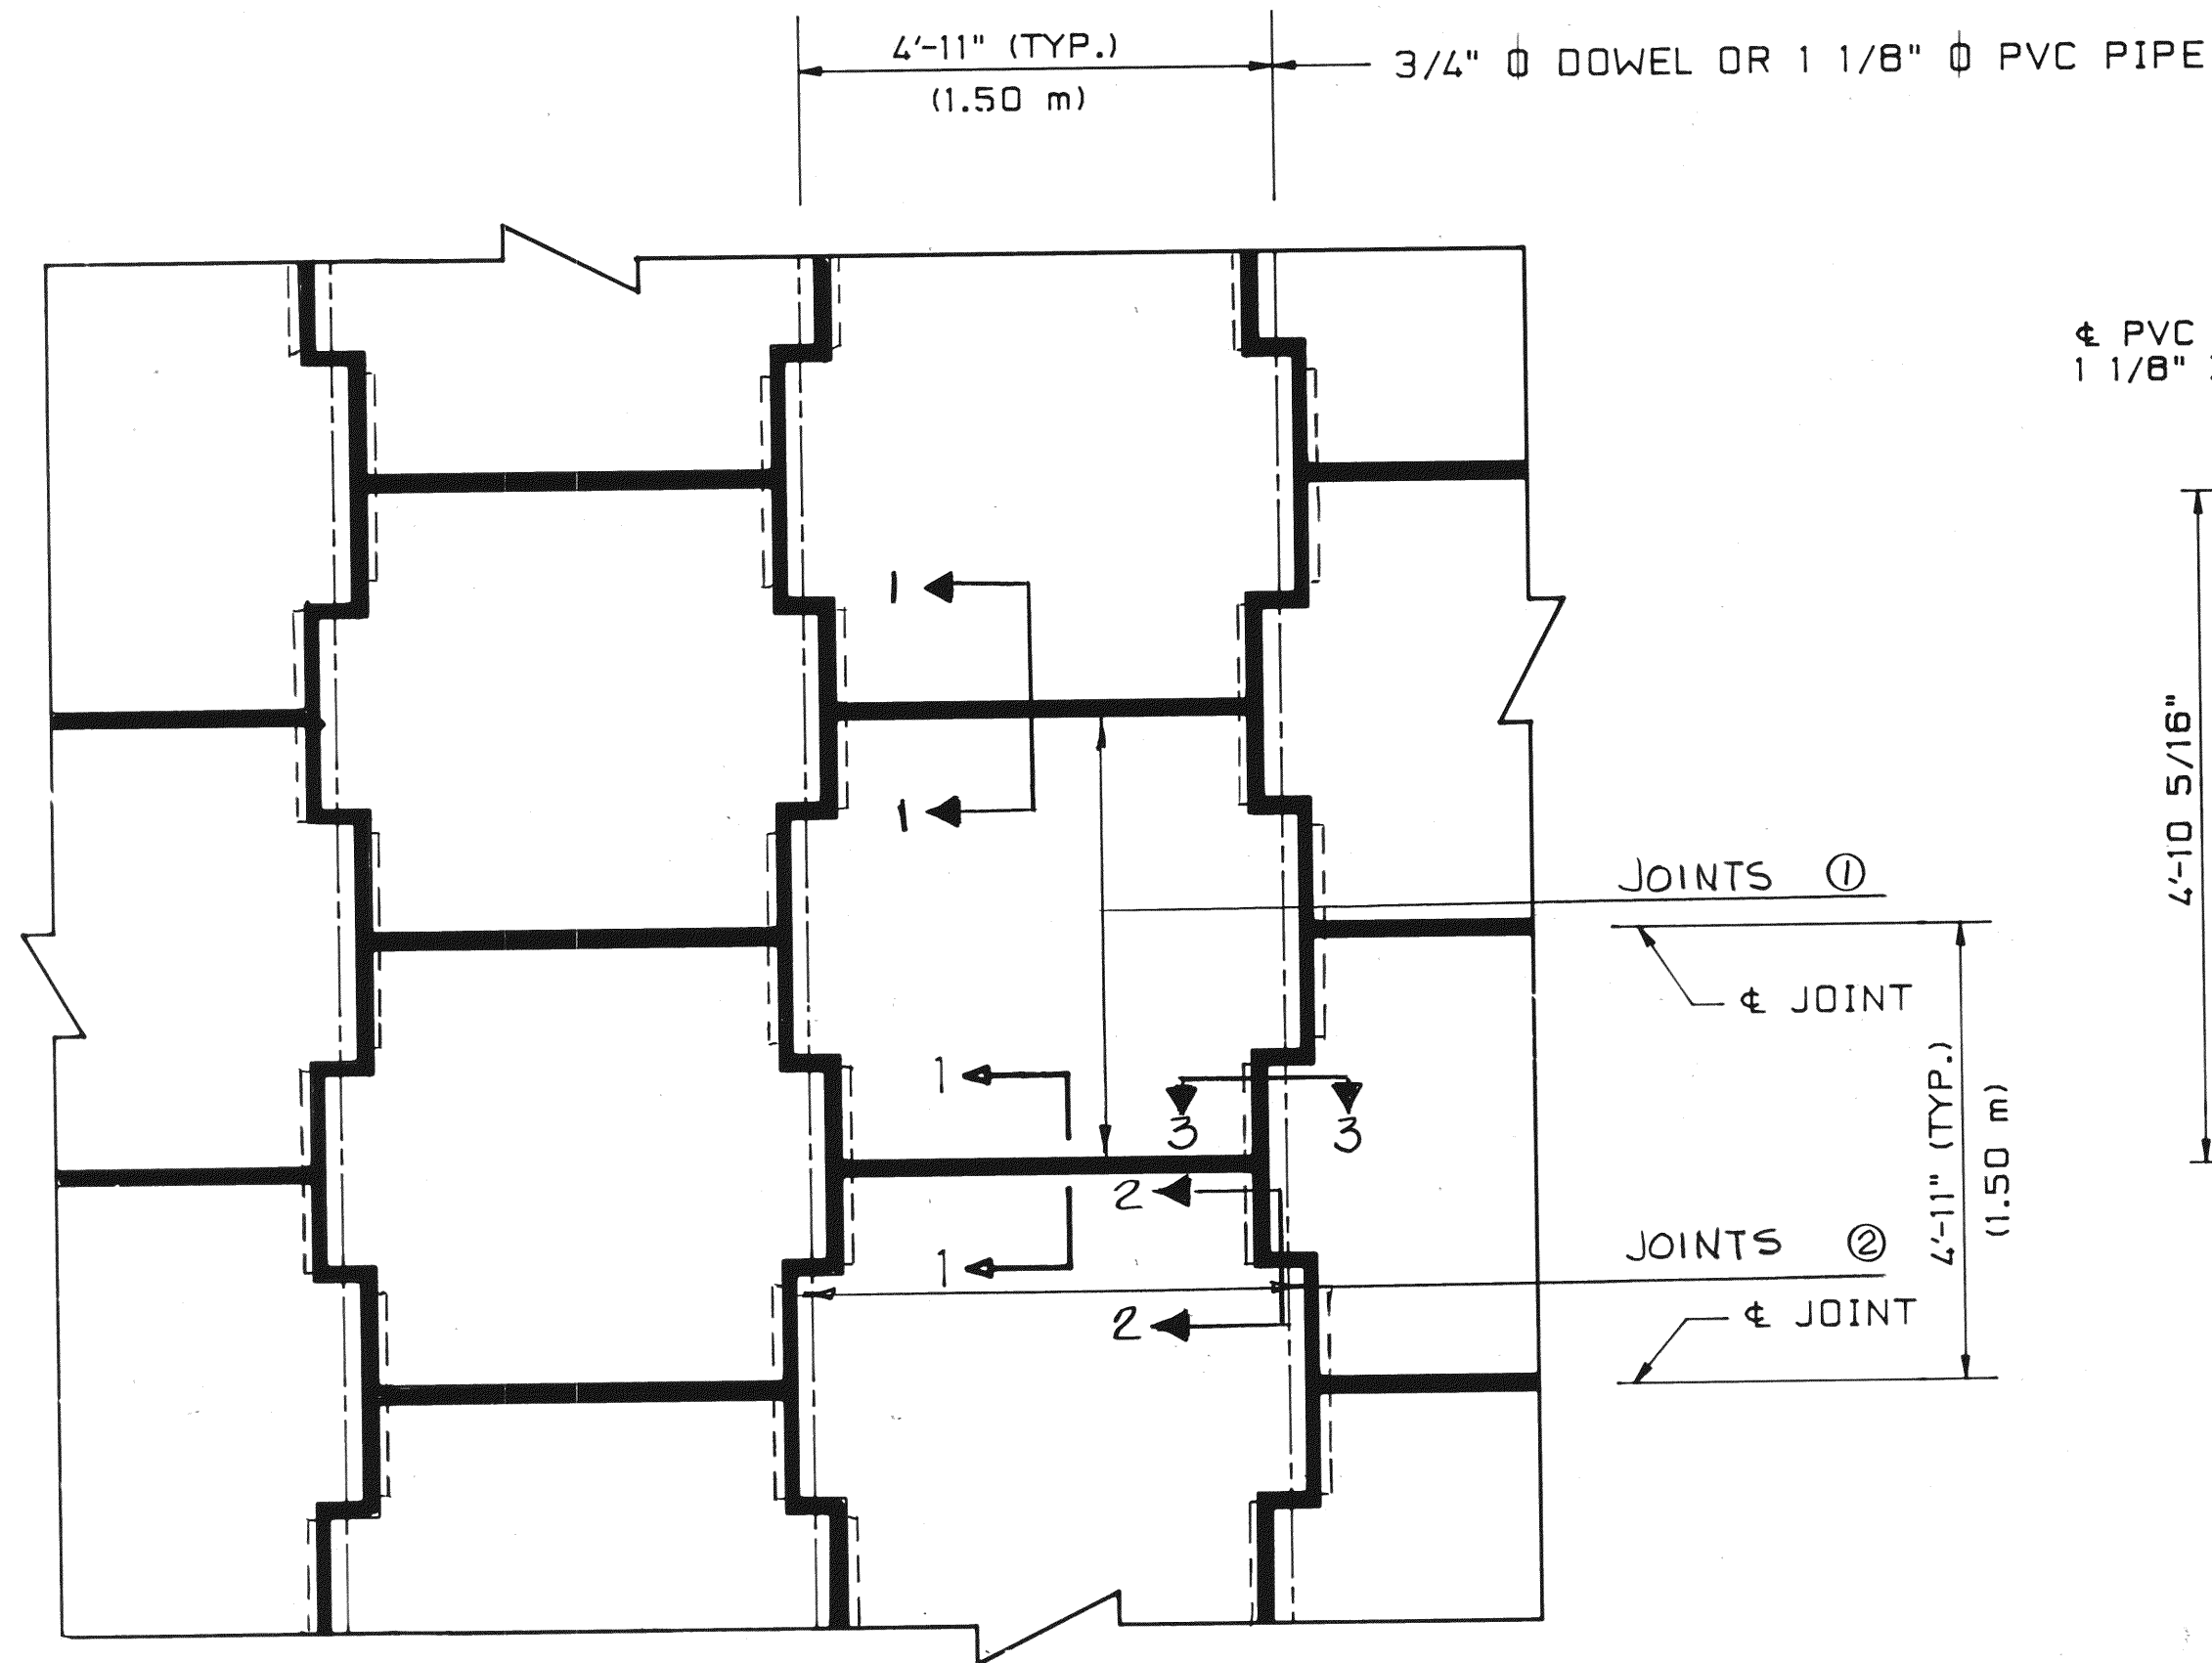 4'-11" (TYP.)
(1.50 m)
3/4" ф DOWEL OR 1 1/8" ф PVC PIPE
℄ PVC
1 1/8"
1
1
4'-10 5/16"
JOINTS ①
℄ JOINT
1
3 3
4'-11" (TYP.)
(1.50 m)
2
JOINTS ②
1
2
℄ JOINT